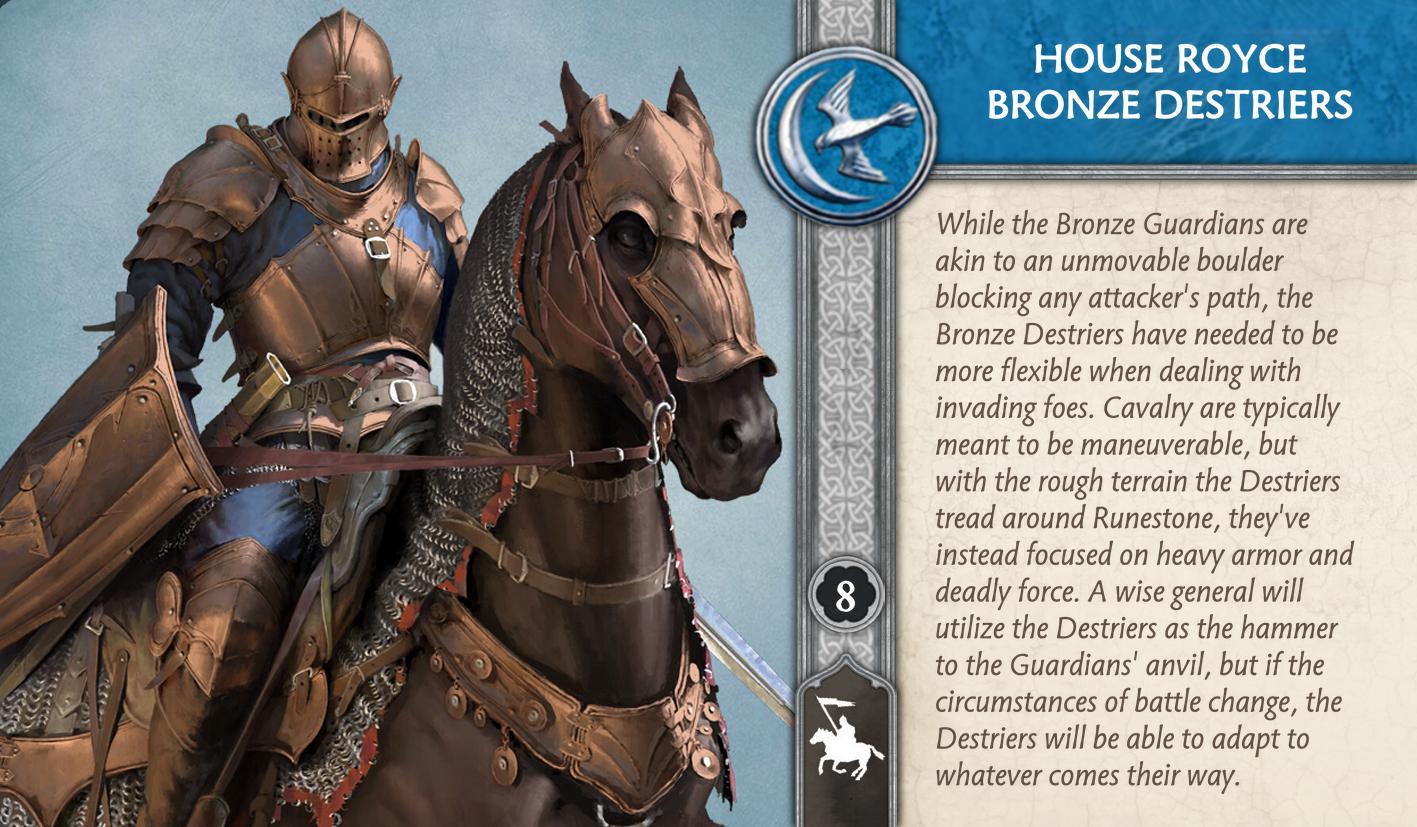 HOUSE ROYCE
BRONZE DESTRIERS
While the Bronze Guardians are
akin to an unmovable boulder
blocking any attacker's path, the
Bronze Destriers have needed to be
more flexible when dealing with
invading foes. Cavalry are typically
meant to be maneuverable, but
with the rough terrain the Destriers
tread around Runestone, they've
instead focused on heavy armor and
deadly force. A wise general will
utilize the Destriers as the hammer
to the Guardians' anvil, but if the
circumstances of battle change, the
Destriers will be able to adapt to
whatever comes their way.
8